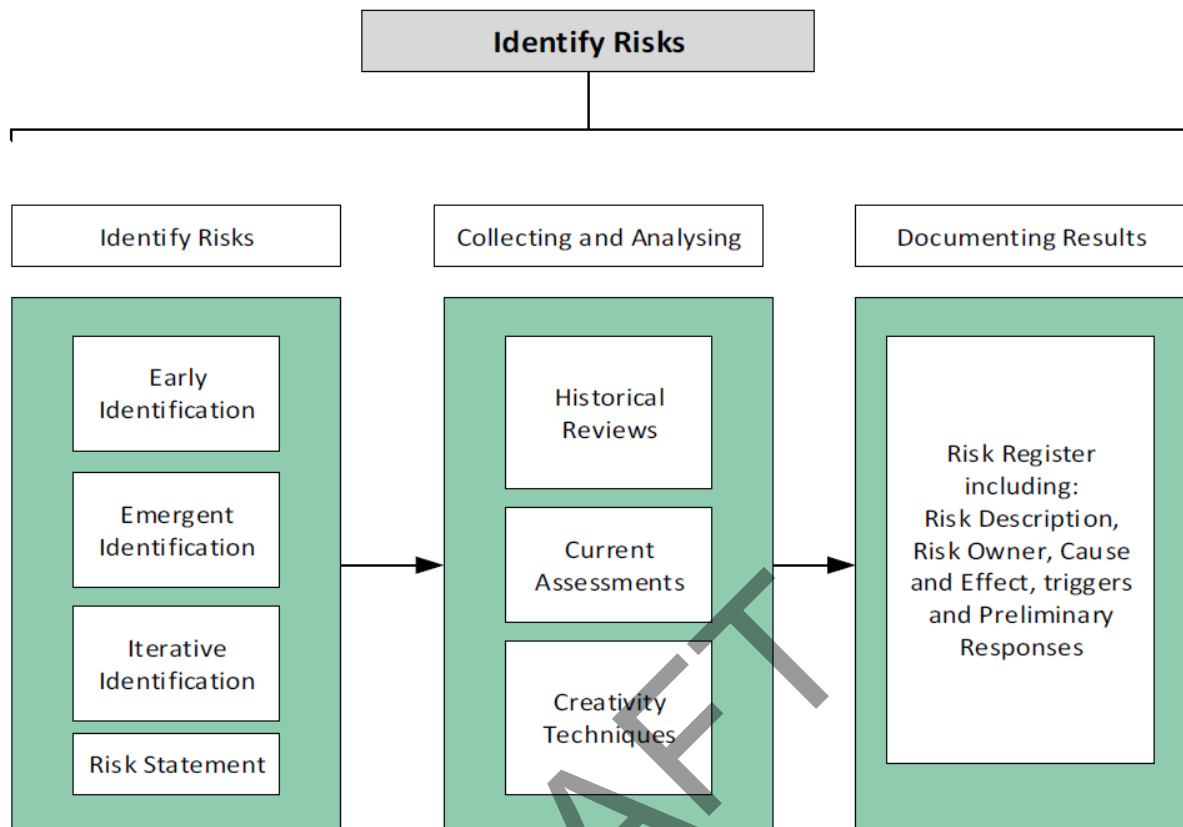 Identify Risks
Identify Risks
Collecting and Analysing
Documenting Results
Early
Identification
Emergent
Identification
Iterative
Identification
Risk Statement
Historical
Reviews
Current
Assessments
Creativity
Techniques
Risk Register
including:
Risk Description,
Risk Owner, Cause
and Effect, triggers
and Preliminary
Responses